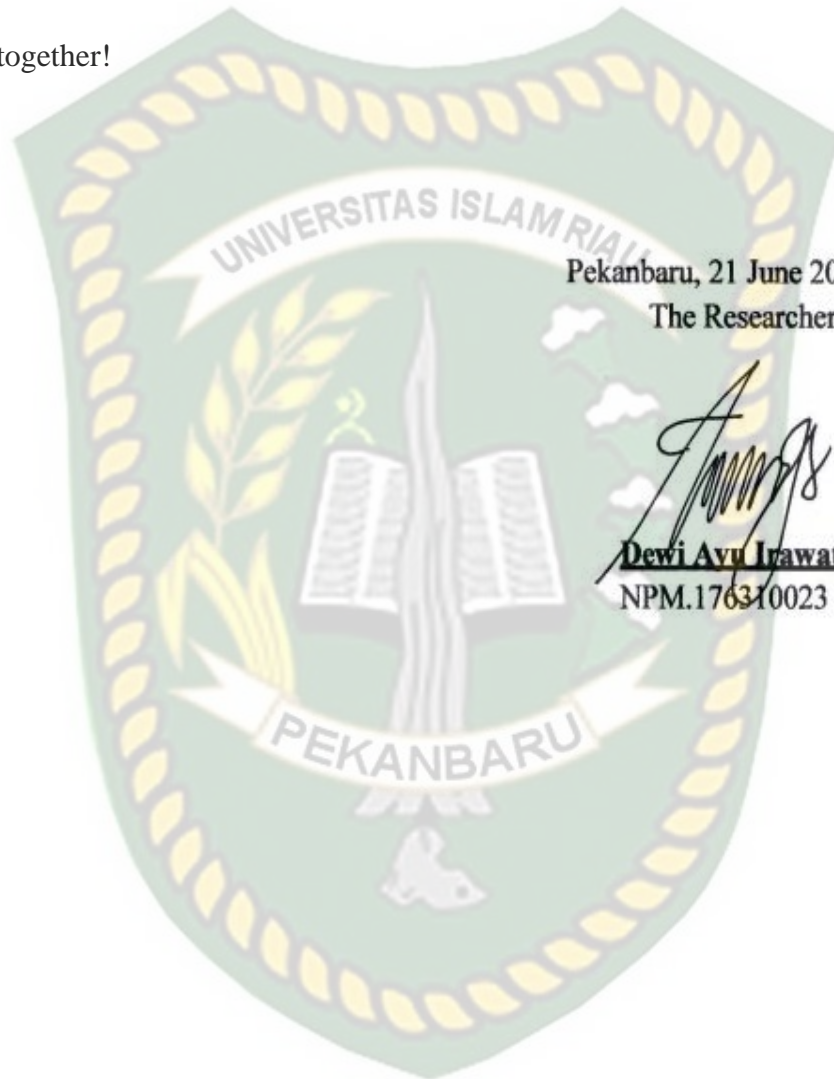 together!
UNIVERSITAS ISLAM RIAU
Pekanbaru, 21 June 20
The Researcher
Dewi Ayu Irawat
NPM.176310023
PEKANBARU